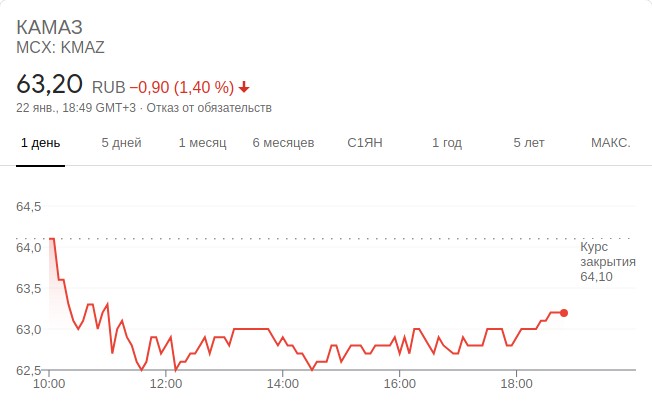 КАМАЗ
MCX: KMAZ
63,20 RUB −0,90 (1,40 %)
22 янв., 18:49 GMT+3 · Отказ от обязательств
1 день 5 дней 1 месяц 6 месяцев С1ЯН 1 год 5 лет МАКС.
64,5
64,0
63,5
63,0
62,5
Курс
закрытия
64,10
10:00 12:00 14:00 16:00 18:00